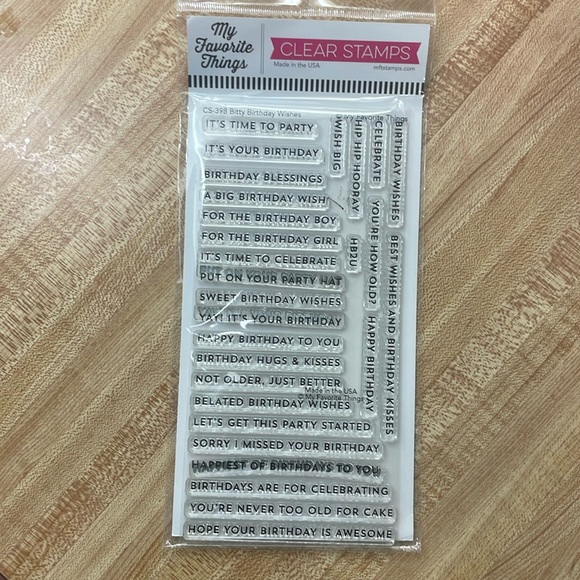 My
Favorite
Things
CLEAR STAMPS
Made in the USA
mftstamps.com
CS-398 Bitty Birthday Wishes
My Favorite Things
IT'S TIME TO PARTY
IT'S YOUR BIRTHDAY
BIRTHDAY BLESSINGS
A BIG BIRTHDAY WISH
FOR THE BIRTHDAY BOY
FOR THE BIRTHDAY GIRL
IT'S TIME TO CELEBRATE
PUT ON YOUR PARTY HAT
SWEET BIRTHDAY WISHES
YAY! IT'S YOUR BIRTHDAY
HAPPY BIRTHDAY TO YOU
BIRTHDAY HUGS & KISSES
NOT OLDER, JUST BETTER
BELATED BIRTHDAY WISHES
LET'S GET THIS PARTY STARTED
SORRY I MISSED YOUR BIRTHDAY
HAPPIEST OF BIRTHDAYS TO YOU
BIRTHDAYS ARE FOR CELEBRATING
YOU'RE NEVER TOO OLD FOR CAKE
HOPE YOUR BIRTHDAY IS AWESOME
WISH BIG
HIP HIP HOORAY
CELEBRATE
BIRTHDAY WISHES
HB2U
YOU'RE HOW OLD?
HAPPY BIRTHDAY
BEST WISHES AND BIRTHDAY KISSES
Made in the USA
© My Favorite Things